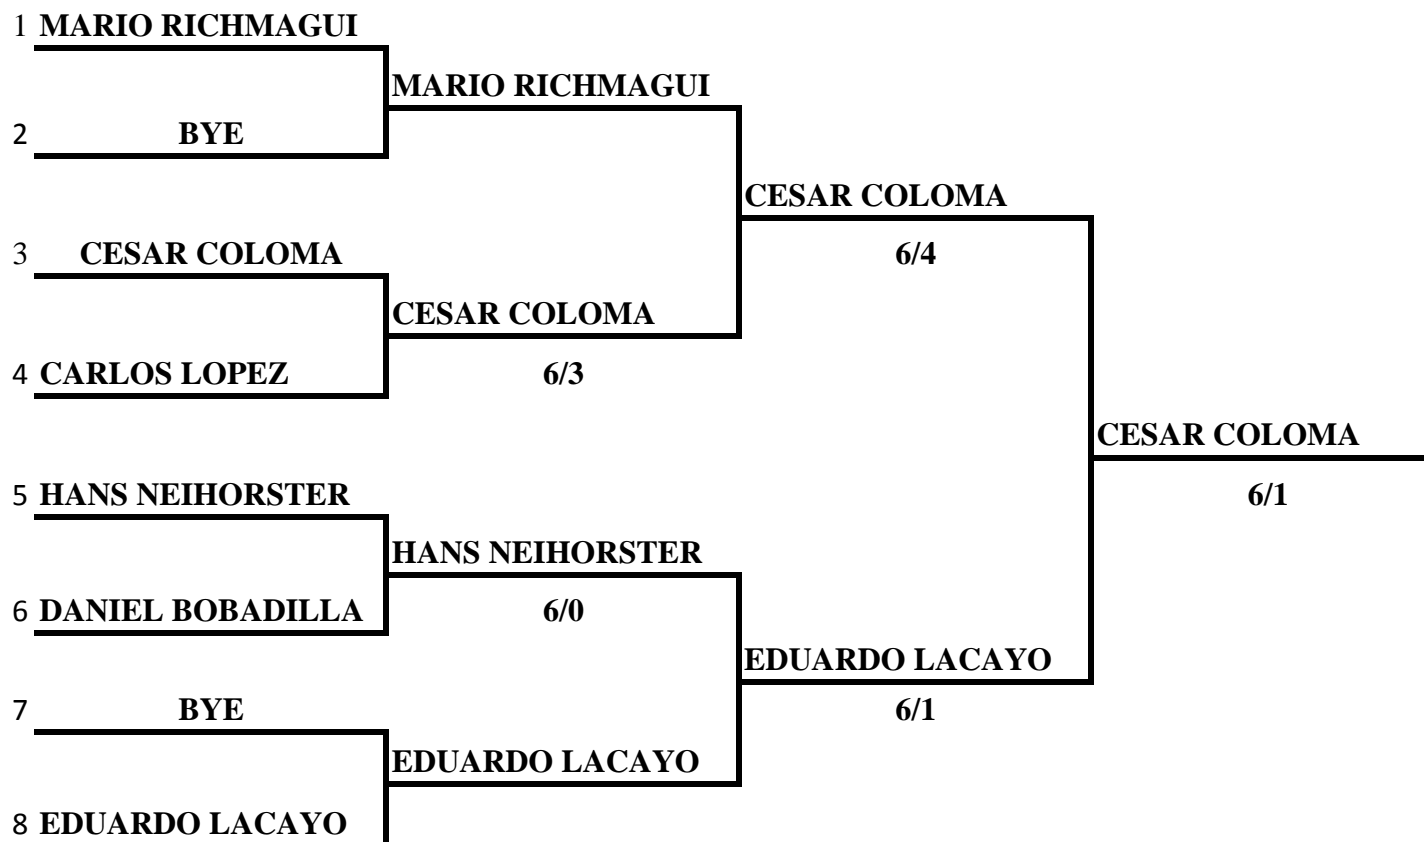 1 MARIO RICHMAGUI
MARIO RICHMAGUI
2 BYE
CESAR COLOMA
3 CESAR COLOMA
6/4
CESAR COLOMA
4 CARLOS LOPEZ
6/3
CESAR COLOMA
5 HANS NEIHORSTER
6/1
HANS NEIHORSTER
6 DANIEL BOBADILLA
6/0
EDUARDO LACAYO
7 BYE
6/1
EDUARDO LACAYO
8 EDUARDO LACAYO